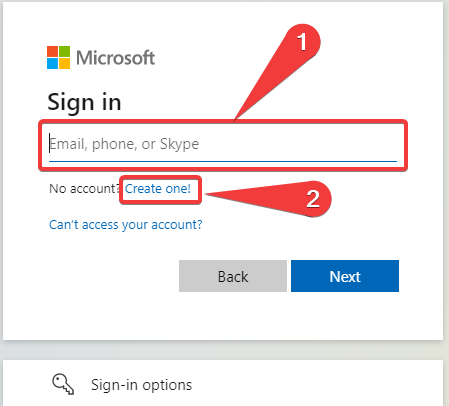 1
Microsoft
Sign in
Email, phone, or Skype
No account? Create one!
2
Can't access your account?
Back Next
Sign-in options